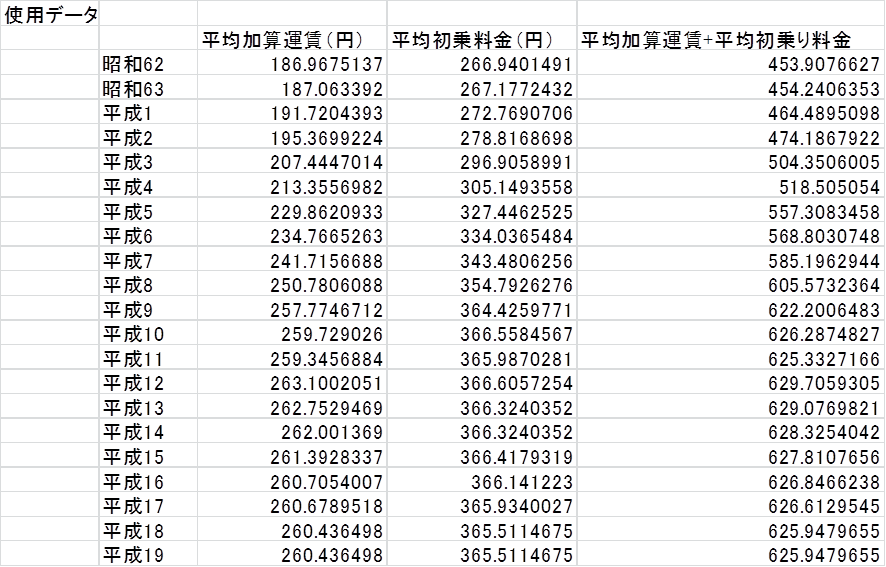 使用データ
平均加算運賃(円) 平均初乗料金(円) 平均加算運賃+平均初乗り料金
昭和62 186.9675137 266.9401491 453.9076627
昭和63 187.063392 267.1772432 454.2406353
平成1 191.7204393 272.7690706 464.4895098
平成2 195.3699224 278.8168698 474.1867922
平成3 207.4447014 296.9058991 504.3506005
平成4 213.3556982 305.1493558 518.505054
平成5 229.8620933 327.4462525 557.3083458
平成6 234.7665263 334.0365484 568.8030748
平成7 241.7156688 343.4806256 585.1962944
平成8 250.7806088 354.7926276 605.5732364
平成9 257.7746712 364.4259771 622.2006483
平成10 259.729026 366.5584567 626.2874827
平成11 259.3456884 365.9870281 625.3327166
平成12 263.1002051 366.6057254 629.7059305
平成13 262.7529469 366.3240352 629.0769821
平成14 262.001369 366.3240352 628.3254042
平成15 261.3928337 366.4179319 627.8107656
平成16 260.7054007 366.141223 626.8466238
平成17 260.6789518 365.9340027 626.6129545
平成18 260.436498 365.5114675 625.9479655
平成19 260.436498 365.5114675 625.9479655